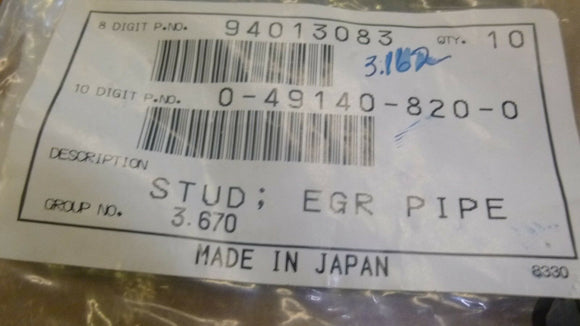 8 DIGIT P.NO. 94013083 QTY. 10
3.162
10 DIGIT P.NO. 0-49140-820-0
DESCRIPTION
STUD; EGR PIPE
GROUP NO. 3.670
MADE IN JAPAN
8330